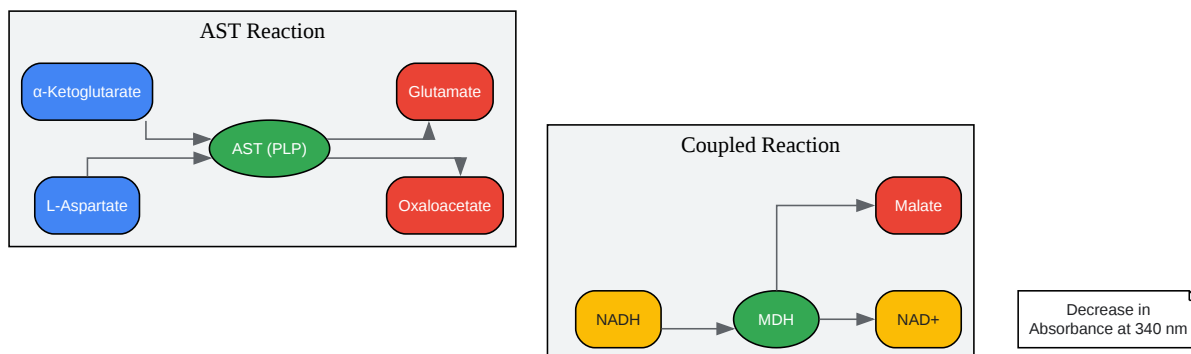 AST Reaction
α-Ketoglutarate
Glutamate
AST (PLP)
L-Aspartate
Oxaloacetate
Coupled Reaction
Malate
NADH
MDH
NAD+
Decrease in
Absorbance at 340 nm